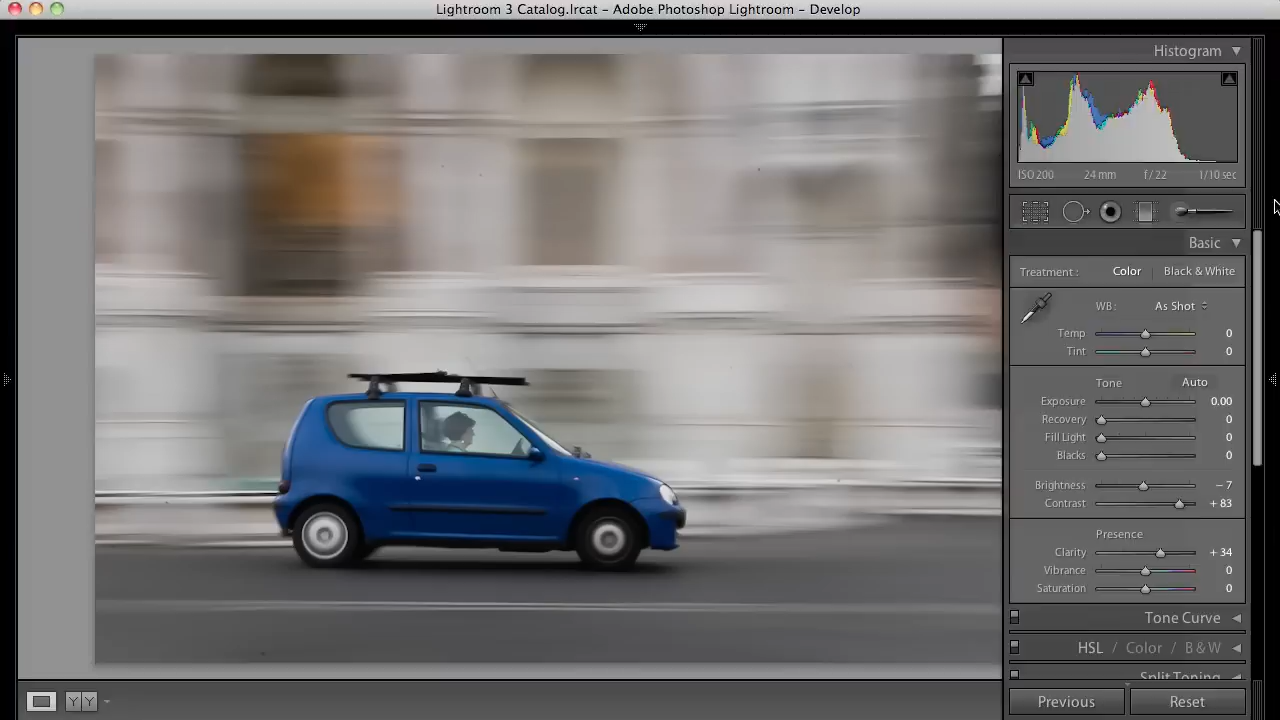 Lightroom 3 Catalog.lrcat - Adobe Photoshop Lightroom - Develop
Histogram
ISO 200 24 mm f / 22 1/10 sec
Basic
Treatment : Color Black & White
WB : As Shot
Temp 0
Tint 0
Tone Auto
Exposure 0.00
Recovery 0
Fill Light 0
Blacks 0
Brightness - 7
Contrast + 83
Presence
Clarity + 34
Vibrance 0
Saturation 0
Tone Curve
HSL / Color / B & W
Split Toning
Previous Reset
Y Y